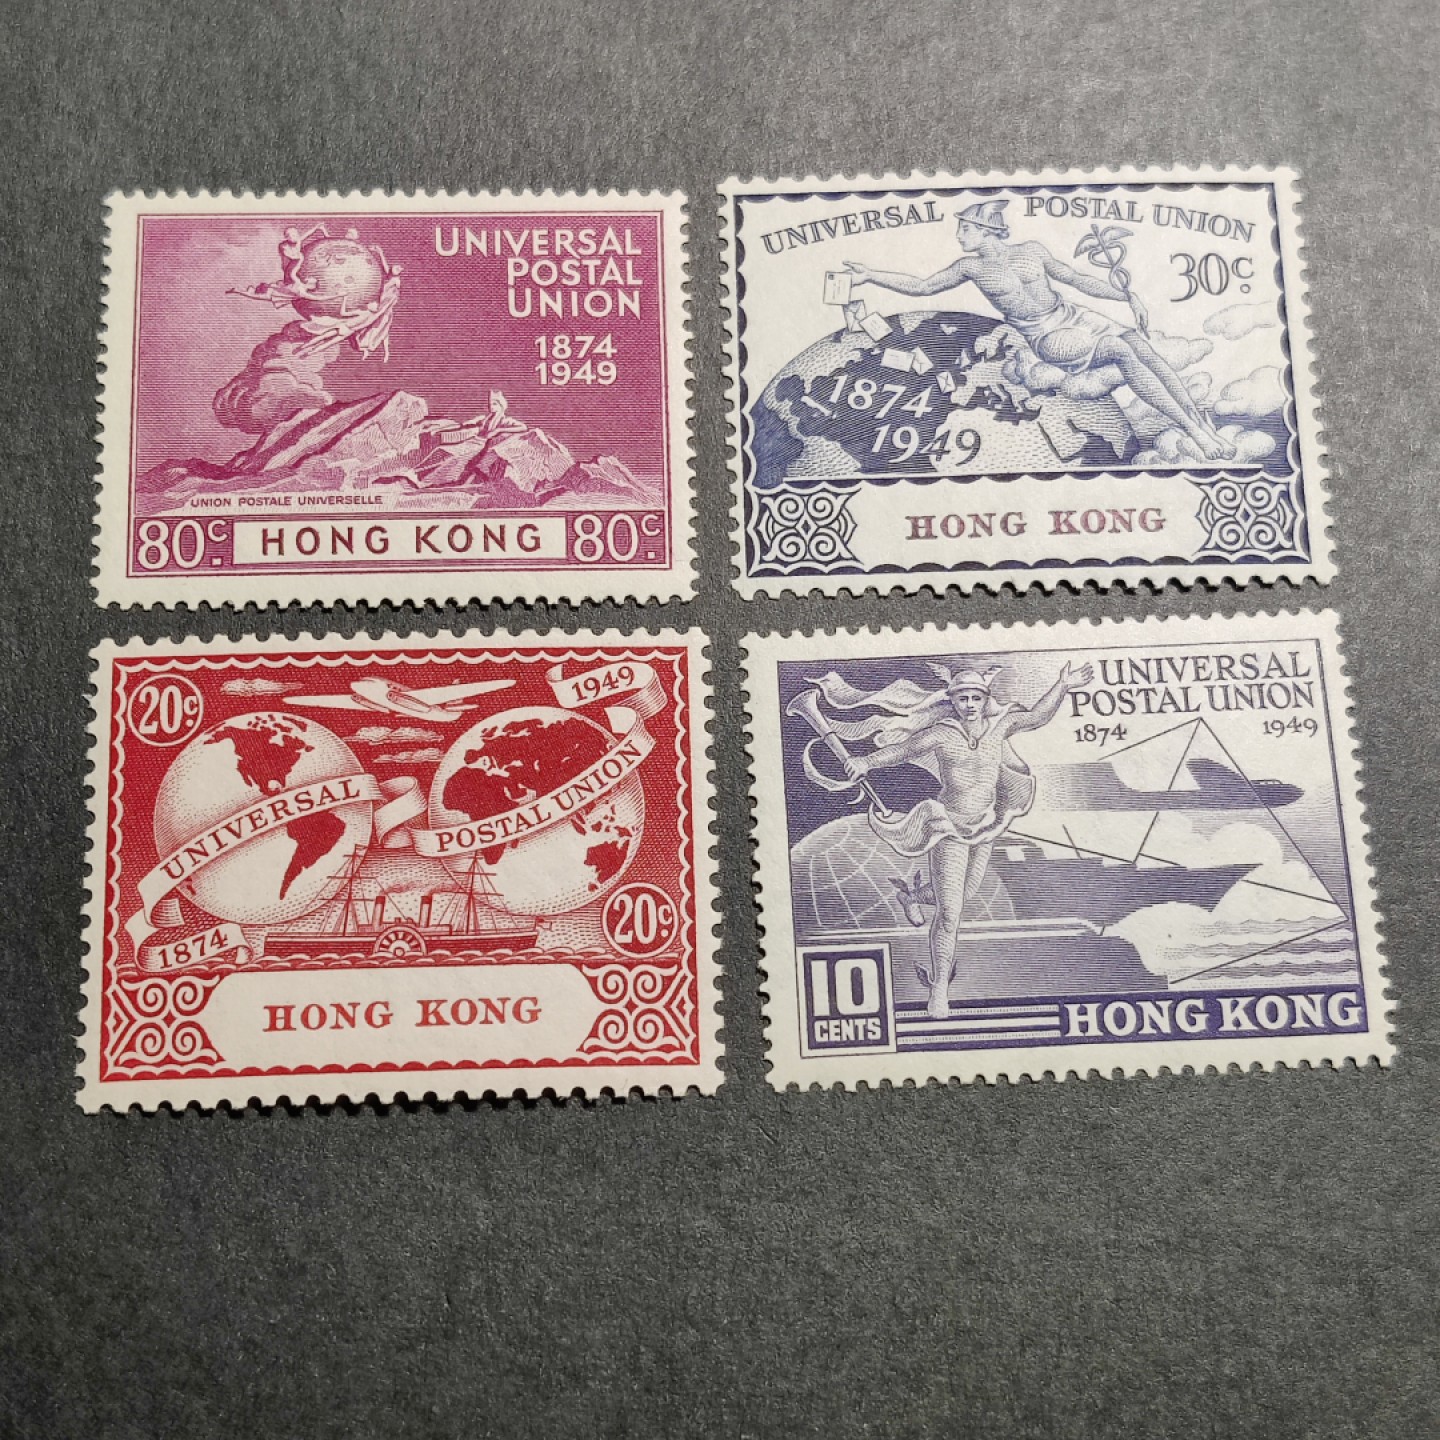 UNIVERSAL
POSTAL
UNION
1874
1949
UNION POSTALE UNIVERSELLE
80c. HONG KONG 80c.
UNIVERSAL POSTAL UNION
30c.
1874
1949
HONG KONG
20c.
1949
UNIVERSAL POSTAL UNION
1874
20c.
HONG KONG
UNIVERSAL
POSTAL UNION
1874 1949
10
CENTS
HONG KONG